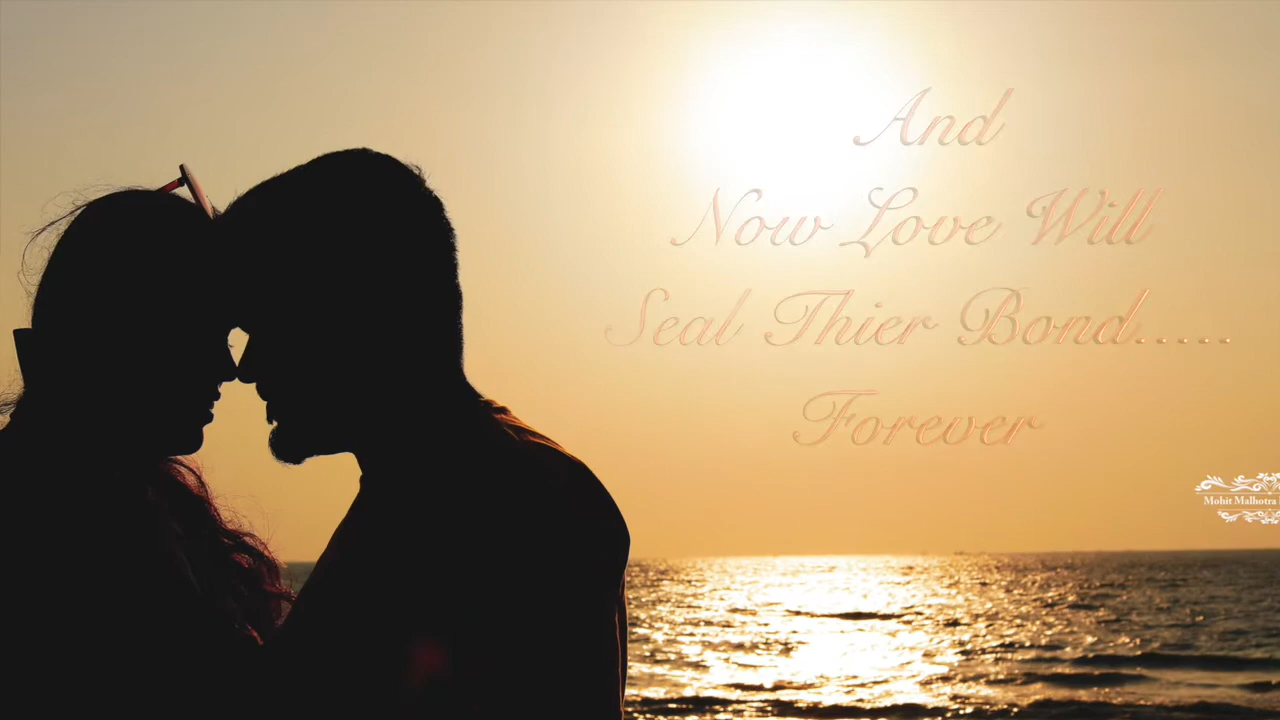 And
Now Love Will
Seal Thier Bond.....
Forever
Mohit Malhotra